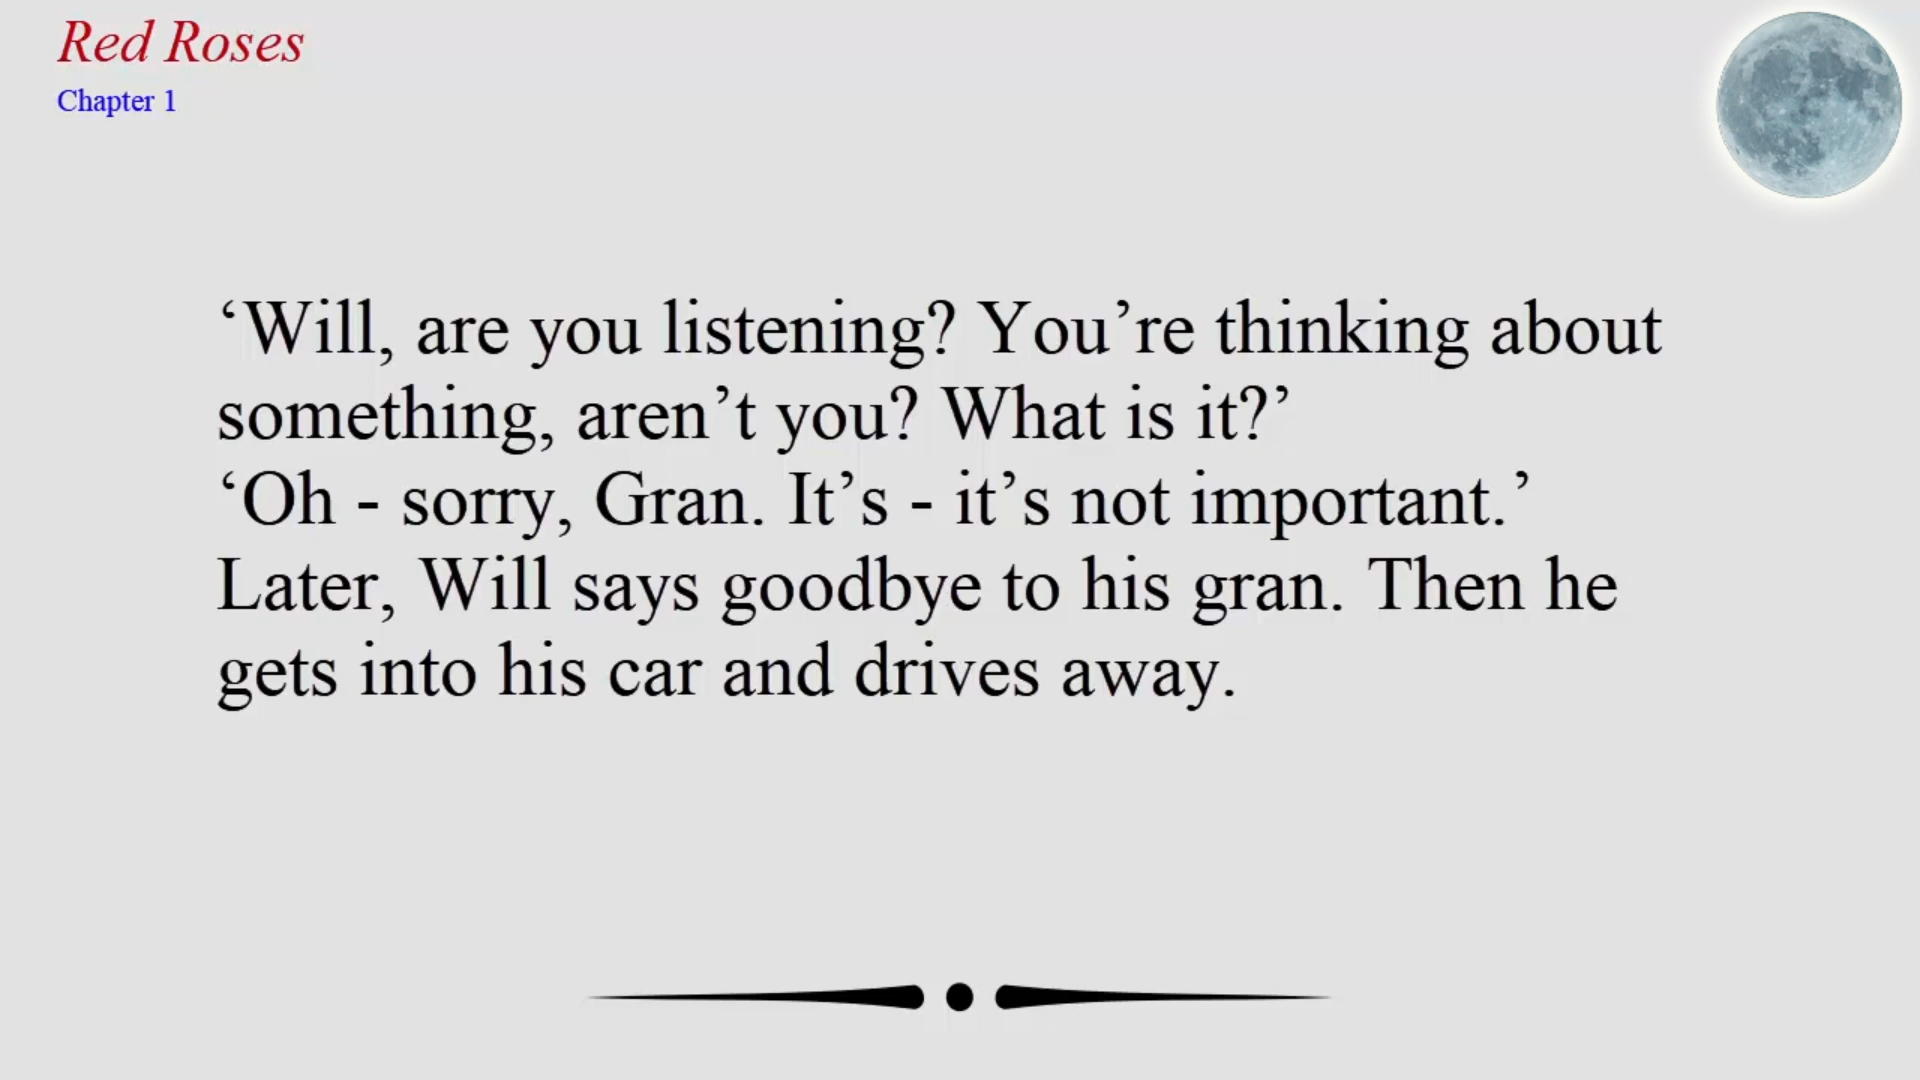 Red Roses
Chapter 1
‘Will, are you listening? You’re thinking about
something, aren’t you? What is it?’
‘Oh - sorry, Gran. It’s - it’s not important.’
Later, Will says goodbye to his gran. Then he
gets into his car and drives away.